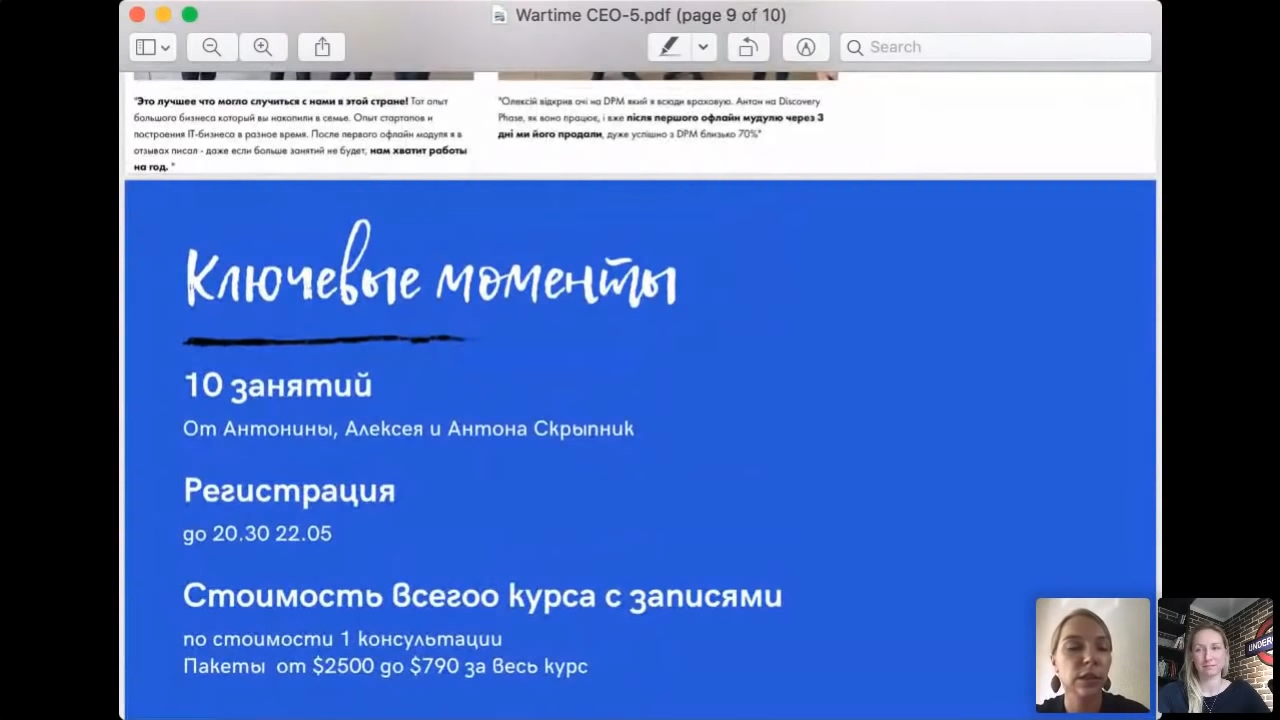 Wartime CEO-5.pdf (page 9 of 10)
Search
"Это лучшее что могло случиться с нами в этой стране! Тот опыт
большого бизнеса который вы накопили в семье. Опыт стартапов и
построения IT-бизнеса в разное время. После первого офлайн модуля я в
отзывах писал - даже если больше занятий не будет, нам хватит работы
на год. "
"Олексій відкрив очі на DPM який я всюди враховую. Антон на Discovery
Phase, як воно працює, і вже після першого офлайн мудулю через 3
дні ми його продали, дуже успішно з DPM близько 70%"
Ключевые моменты
10 занятий
От Антонины, Алексея и Антона Скрыпник
Регистрация
до 20.30 22.05
Стоимость всегоо курса с записями
по стоимости 1 консультации
Пакеты от $2500 до $790 за весь курс
UNDER